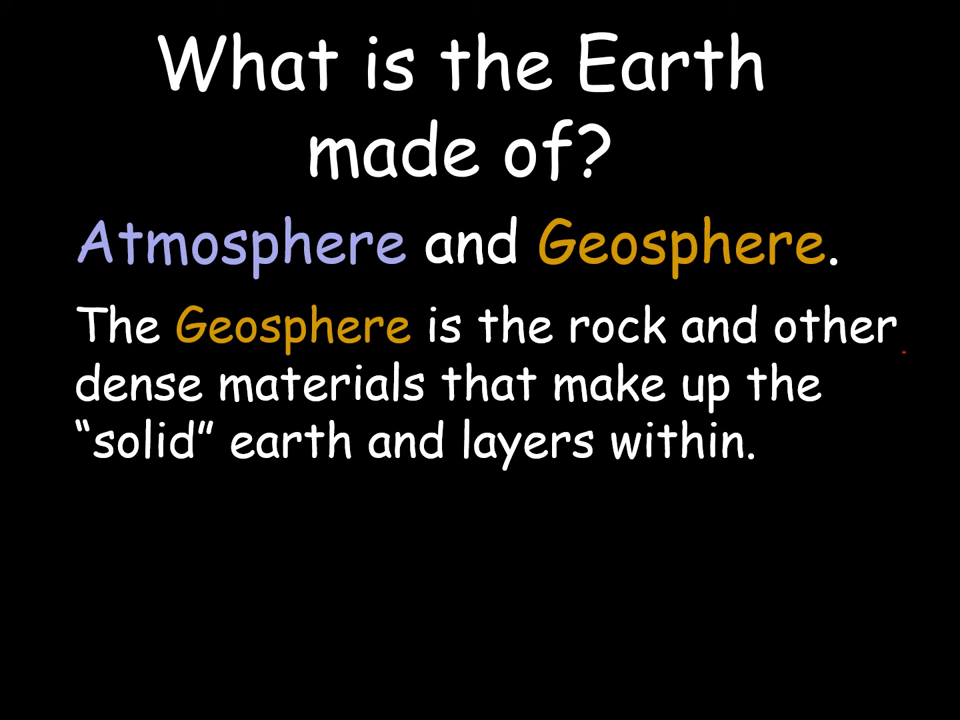 What is the Earth
made of?
Atmosphere and Geosphere.
The Geosphere is the rock and other
dense materials that make up the
“solid” earth and layers within.